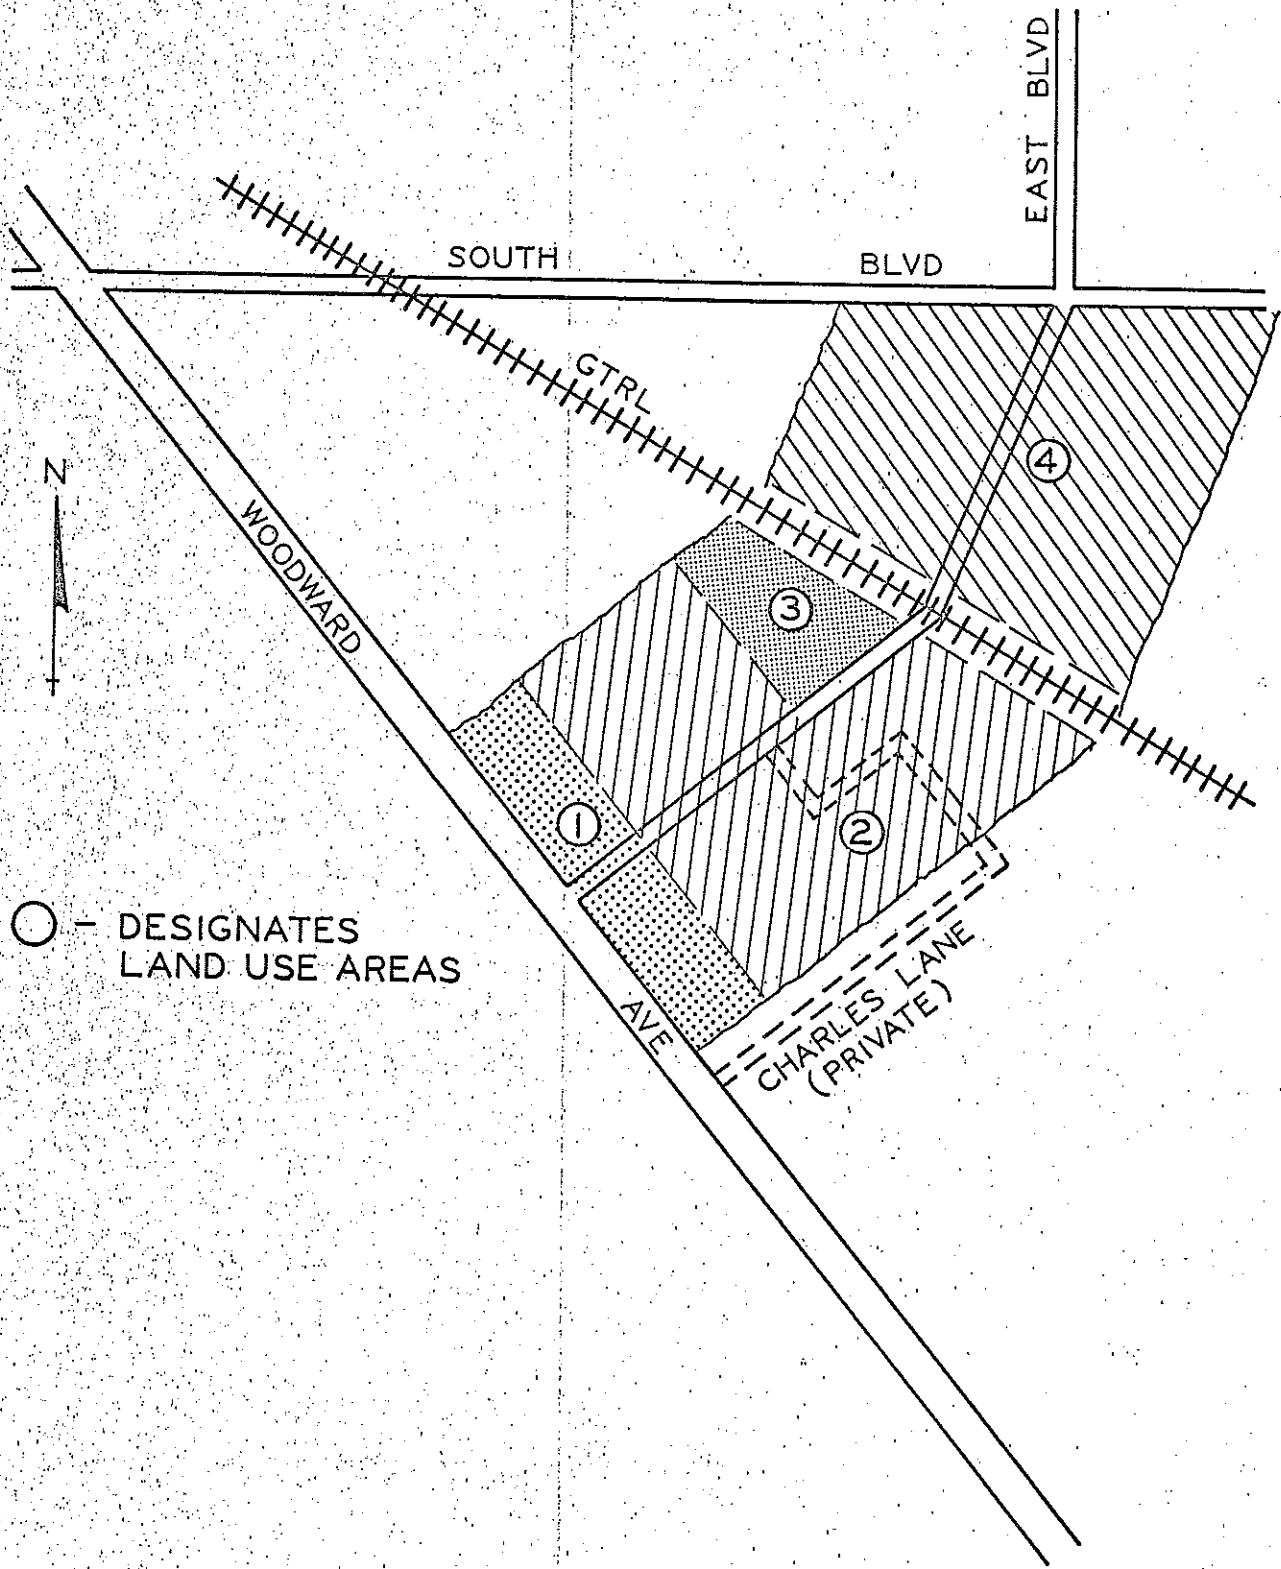 EAST BLVD
SOUTH BLVD
GTRL
N
WOODWARD AVE
4
3
1
2
○ - DESIGNATES
LAND USE AREAS
CHARLES LANE
(PRIVATE)